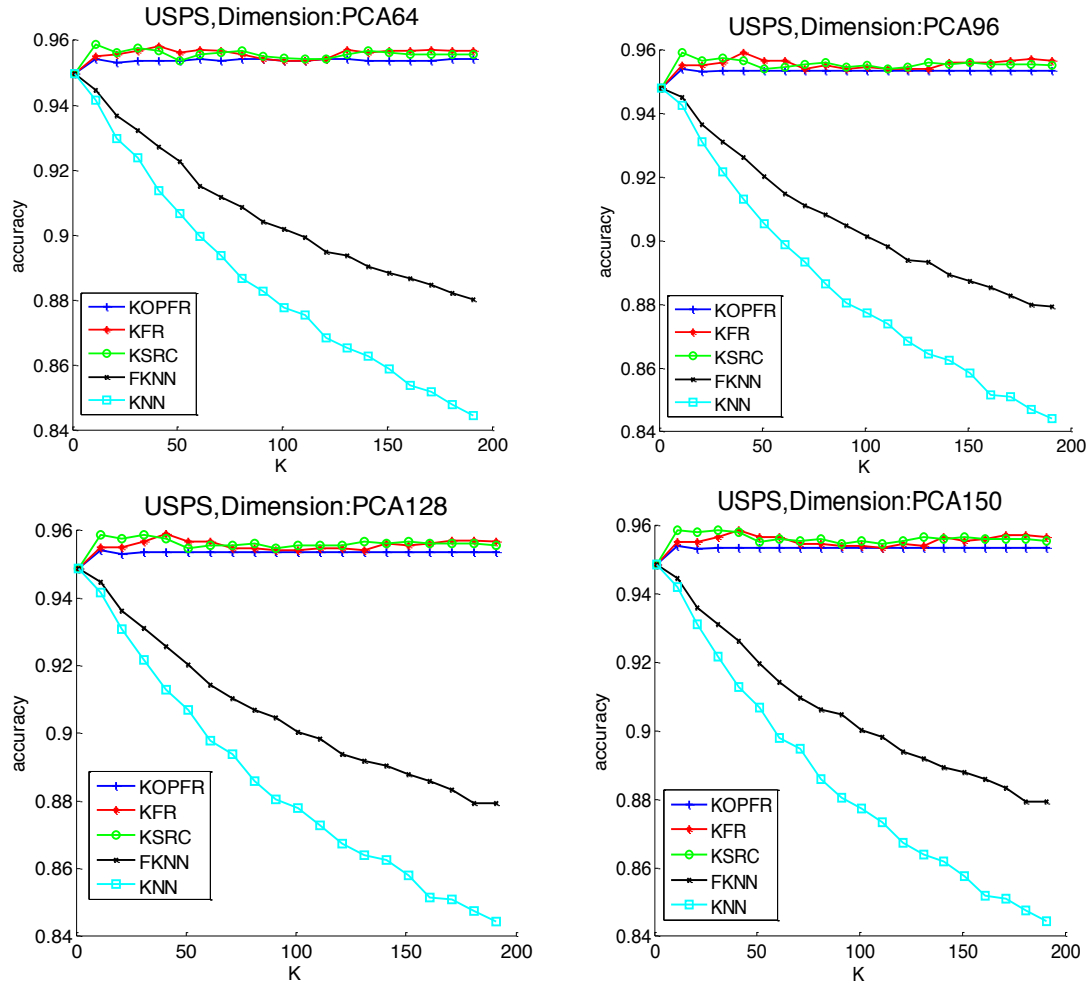 USPS,Dimension:PCA64
0.96
0.94
0.92
0.9
0.88
0.86
0.84
accuracy
KOPFR
KFR
KSRC
FKNN
KNN
0
50
100
150
200
K
USPS,Dimension:PCA96
0.96
0.94
0.92
0.9
0.88
0.86
0.84
accuracy
KOPFR
KFR
KSRC
FKNN
KNN
0
50
100
150
200
K
USPS,Dimension:PCA128
0.96
0.94
0.92
0.9
0.88
0.86
0.84
accuracy
KOPFR
KFR
KSRC
FKNN
KNN
0
50
100
150
200
K
USPS,Dimension:PCA150
0.96
0.94
0.92
0.9
0.88
0.86
0.84
accuracy
KOPFR
KFR
KSRC
FKNN
KNN
0
50
100
150
200
K